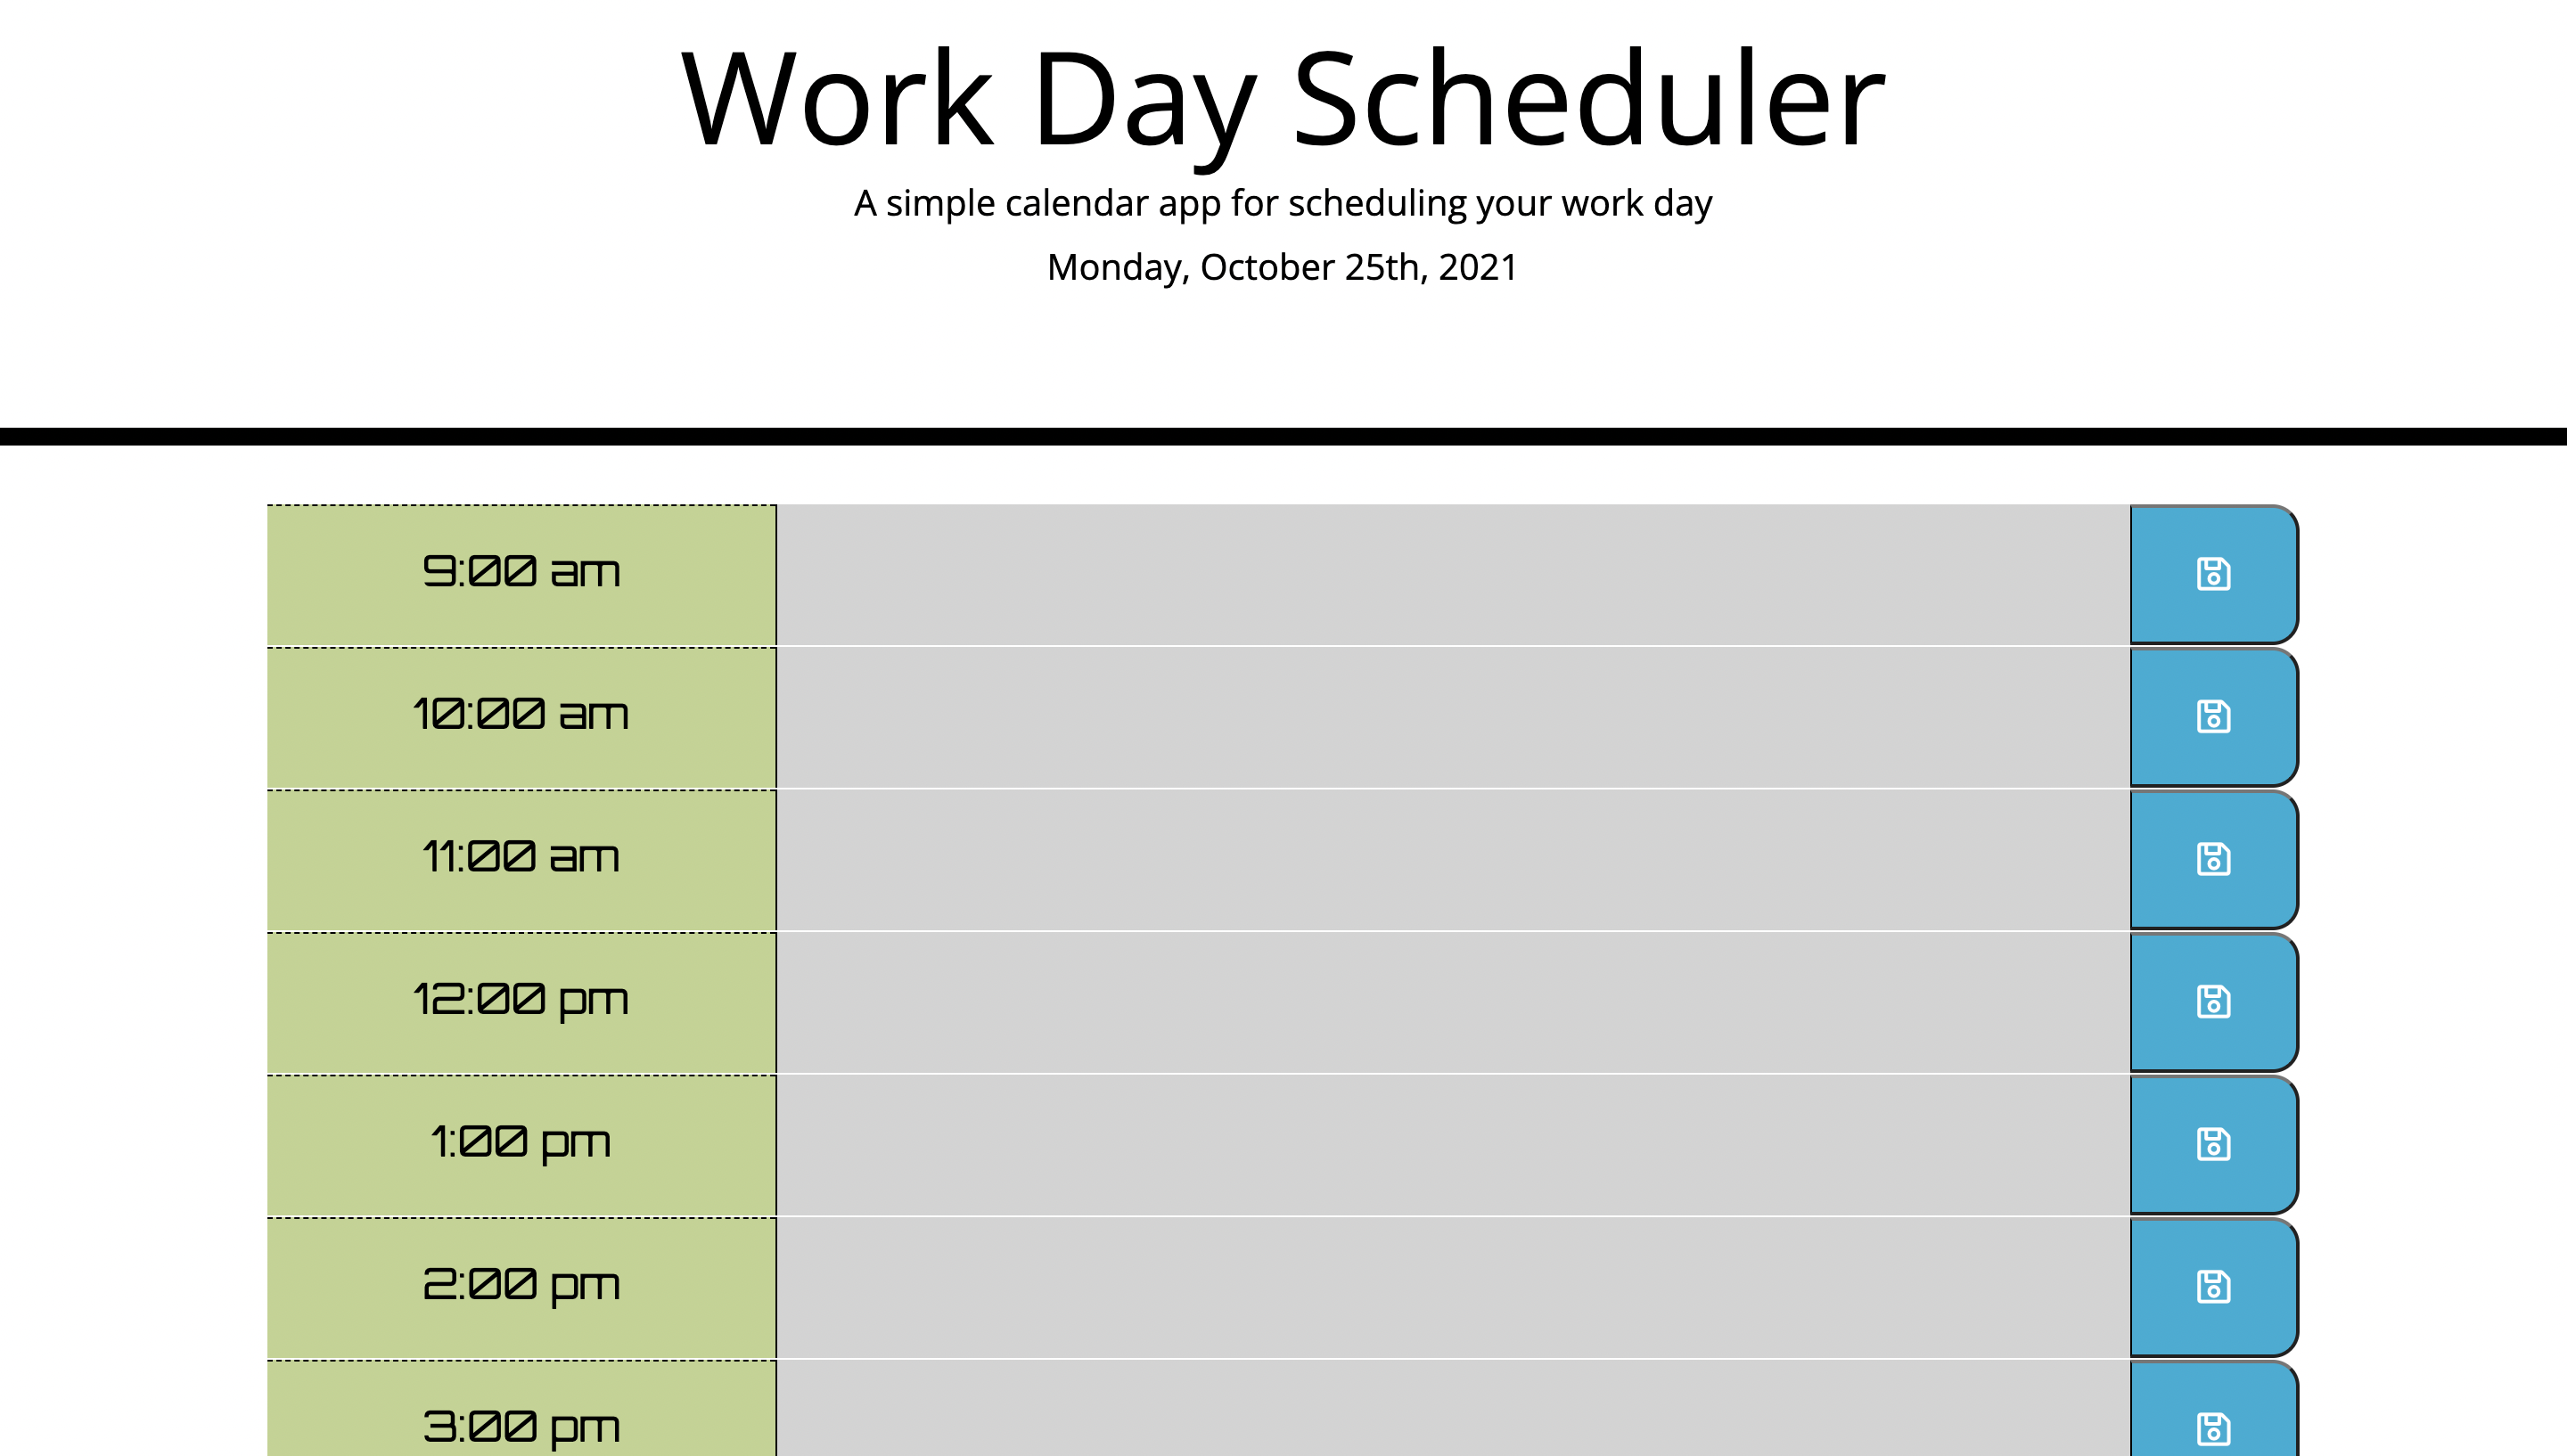 Work Day Scheduler
A simple calendar app for scheduling your work day
Monday, October 25th, 2021
9:00 am
10:00 am
11:00 am
12:00 pm
1:00 pm
2:00 pm
3:00 pm